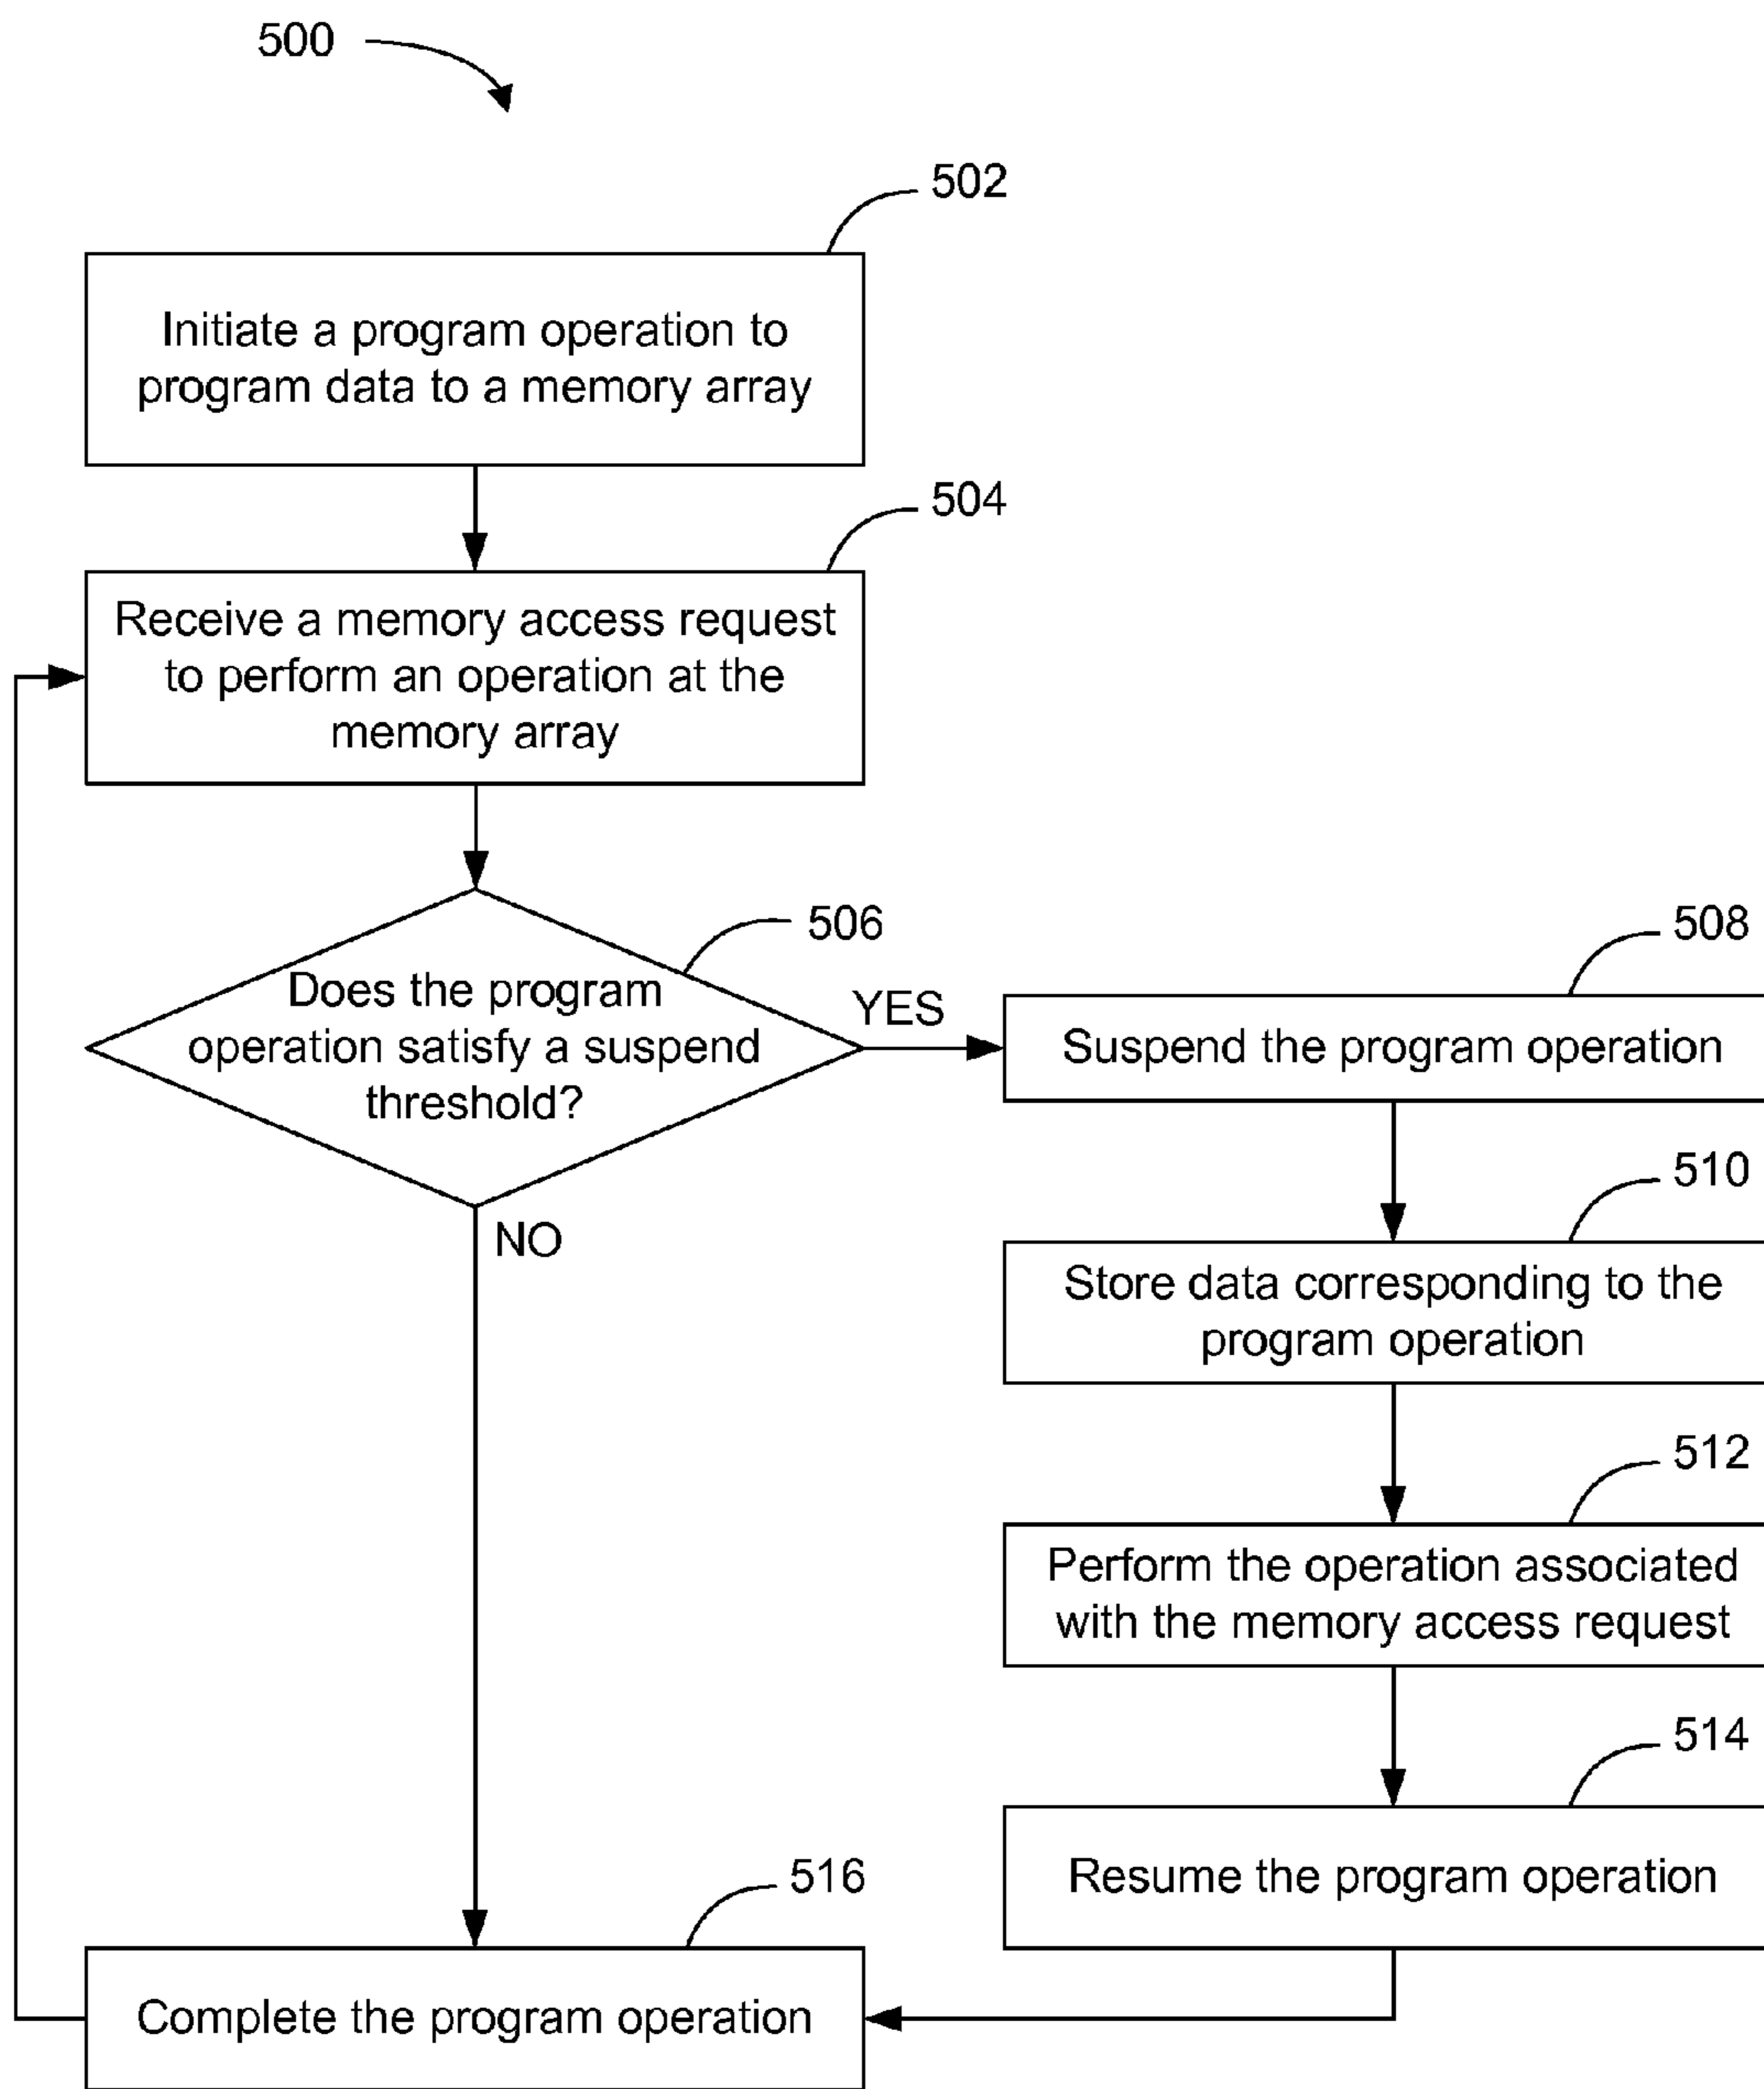 500
502
Initiate a program operation to
program data to a memory array
504
Receive a memory access request
to perform an operation at the
memory array
506
Does the program
operation satisfy a suspend
threshold?
YES
NO
508
Suspend the program operation
510
Store data corresponding to the
program operation
512
Perform the operation associated
with the memory access request
514
Resume the program operation
516
Complete the program operation